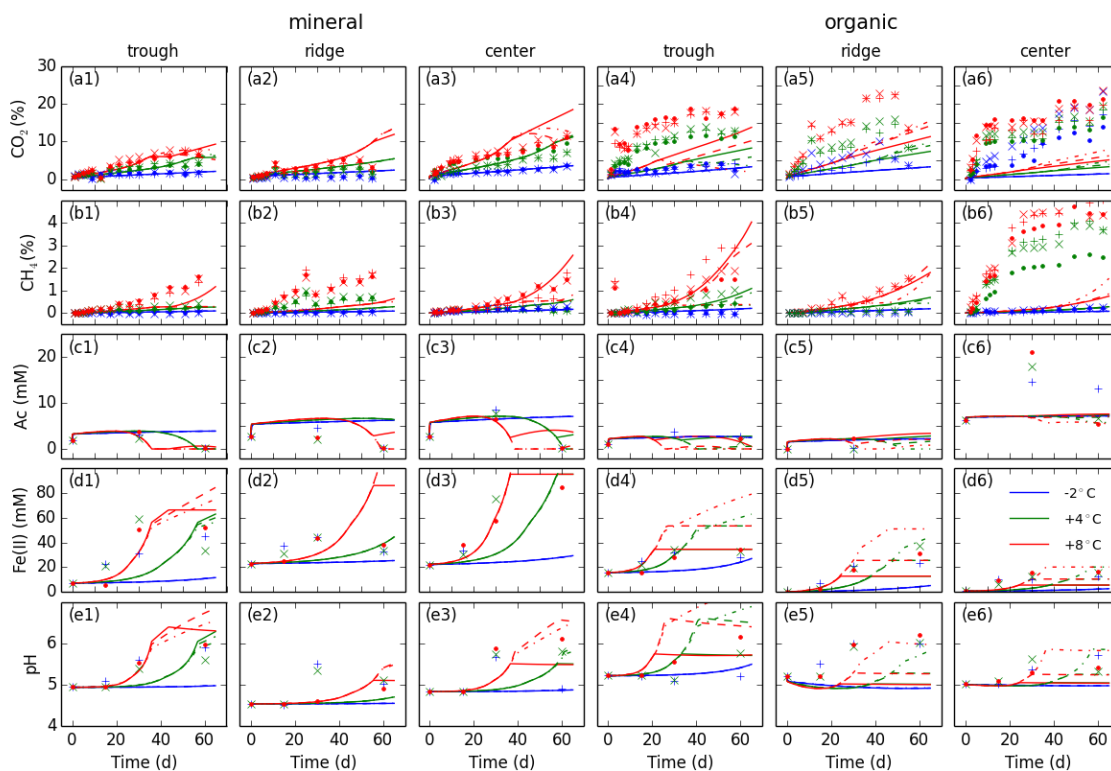 mineral organic
trough ridge center trough ridge center
CO₂ (%) 30 20 10 0 (a1) (a2) (a3) (a4) (a5) (a6)
CH₄ (%) 4 3 2 1 0 (b1) (b2) (b3) (b4) (b5) (b6)
Ac (mM) 20 10 0 (c1) (c2) (c3) (c4) (c5) (c6)
Fe(II) (mM) 80 60 40 20 0 (d1) (d2) (d3) (d4) (d5) (d6)
-2°C
+4°C
+8°C
pH 6 5 4 (e1) (e2) (e3) (e4) (e5) (e6)
0 20 40 60 0 20 40 60 0 20 40 60 0 20 40 60 0 20 40 60 0 20 40 60
Time (d) Time (d) Time (d) Time (d) Time (d) Time (d)